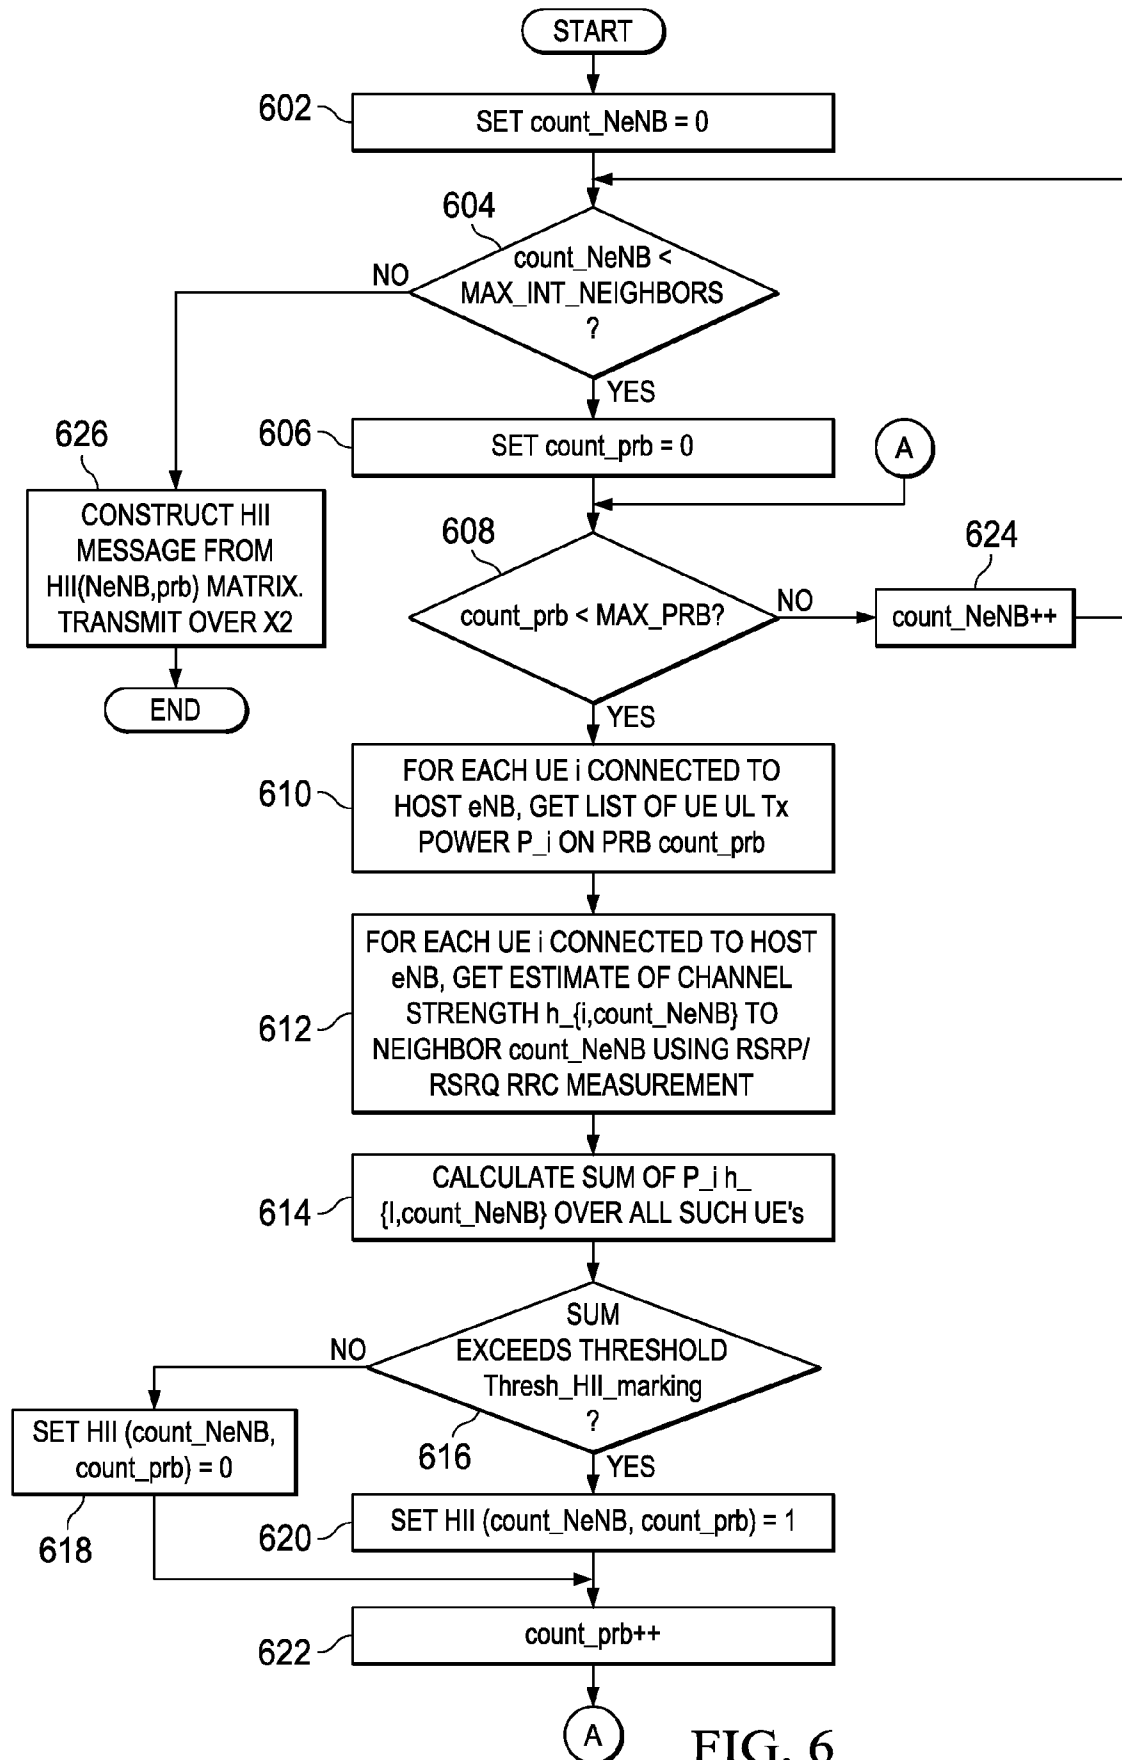 START
602
SET count_NeNB = 0
604
count_NeNB <
MAX_INT_NEIGHBORS
?
NO
YES
606
SET count_prb = 0
A
626
CONSTRUCT HII
MESSAGE FROM
HII(NeNB,prb) MATRIX.
TRANSMIT OVER X2
END
608
count_prb < MAX_PRB?
NO
624
count_NeNB++
YES
610
FOR EACH UE i CONNECTED TO
HOST eNB, GET LIST OF UE UL Tx
POWER P_i ON PRB count_prb
612
FOR EACH UE i CONNECTED TO HOST
eNB, GET ESTIMATE OF CHANNEL
STRENGTH h_{i,count_NeNB} TO
NEIGHBOR count_NeNB USING RSRP/
RSRQ RRC MEASUREMENT
614
CALCULATE SUM OF P_i h_
{I,count_NeNB} OVER ALL SUCH UE's
SUM
EXCEEDS THRESHOLD
Thresh_HII_marking
?
616
NO
YES
SET HII (count_NeNB,
count_prb) = 0
618
620
SET HII (count_NeNB, count_prb) = 1
622
count_prb++
A
FIG. 6